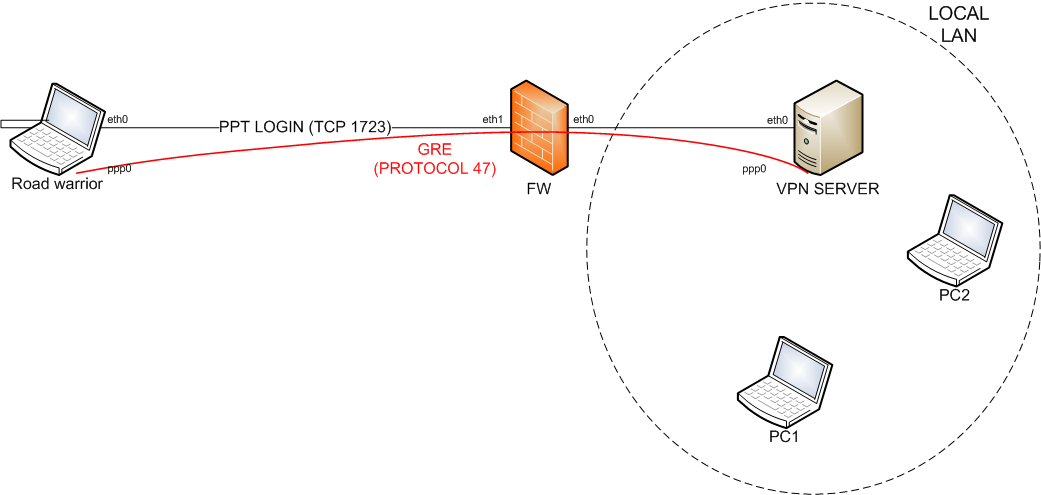 LOCAL
LAN
eth0
PPT LOGIN (TCP 1723)
eth1
eth0
eth0
GRE
(PROTOCOL 47)
ppp0
ppp0
Road warrior
FW
VPN SERVER
PC2
PC1